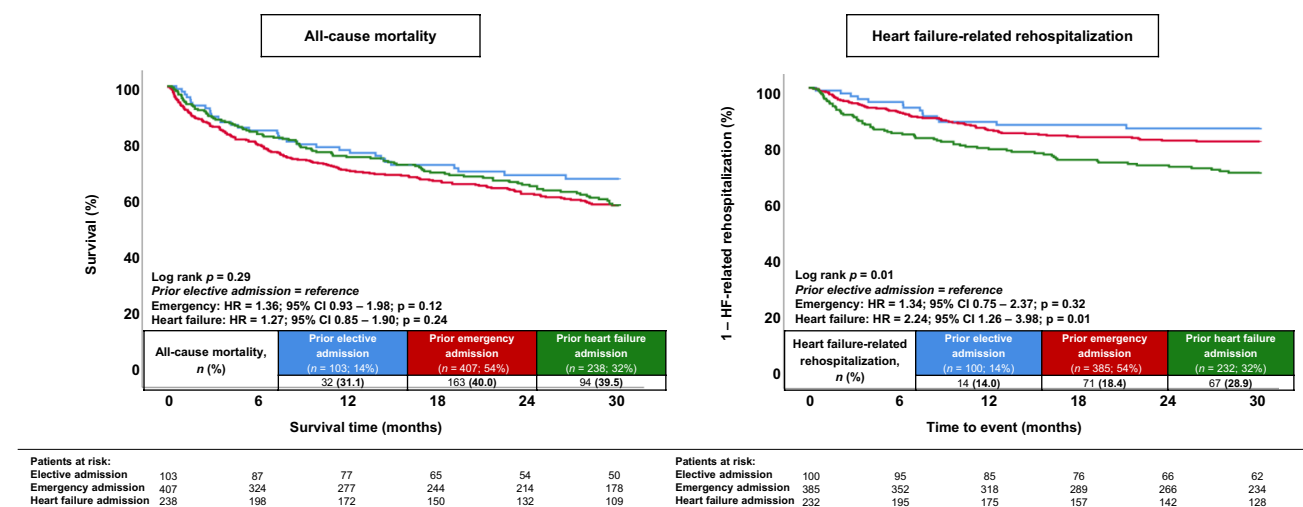 All-cause mortality
Survival (%)
100
80
60
40
20
0
Log rank p = 0.29
Prior elective admission = reference
Emergency: HR = 1.36; 95% CI 0.93 – 1.98; p = 0.12
Heart failure: HR = 1.27; 95% CI 0.85 – 1.90; p = 0.24
All-cause mortality,
n (%)
Prior elective
admission
(n = 103; 14%)
Prior emergency
admission
(n = 407; 54%)
Prior heart failure
admission
(n = 238; 32%)
32 (31.1) 163 (40.0) 94 (39.5)
0 6 12 18 24 30
Survival time (months)
Patients at risk:
Elective admission 103 87 77 65 54 50
Emergency admission 407 324 277 244 214 178
Heart failure admission 238 198 172 150 132 109
Heart failure-related rehospitalization
1 – HF-related rehospitalization (%)
100
80
60
40
20
0
Log rank p = 0.01
Prior elective admission = reference
Emergency: HR = 1.34; 95% CI 0.75 – 2.37; p = 0.32
Heart failure: HR = 2.24; 95% CI 1.26 – 3.98; p = 0.01
Heart failure-related
rehospitalization,
n (%)
Prior elective
admission
(n = 100; 14%)
Prior emergency
admission
(n = 385; 54%)
Prior heart failure
admission
(n = 232; 32%)
14 (14.0) 71 (18.4) 67 (28.9)
0 6 12 18 24 30
Time to event (months)
Patients at risk:
Elective admission 100 95 85 76 66 62
Emergency admission 385 352 318 289 266 234
Heart failure admission 232 195 175 157 142 128